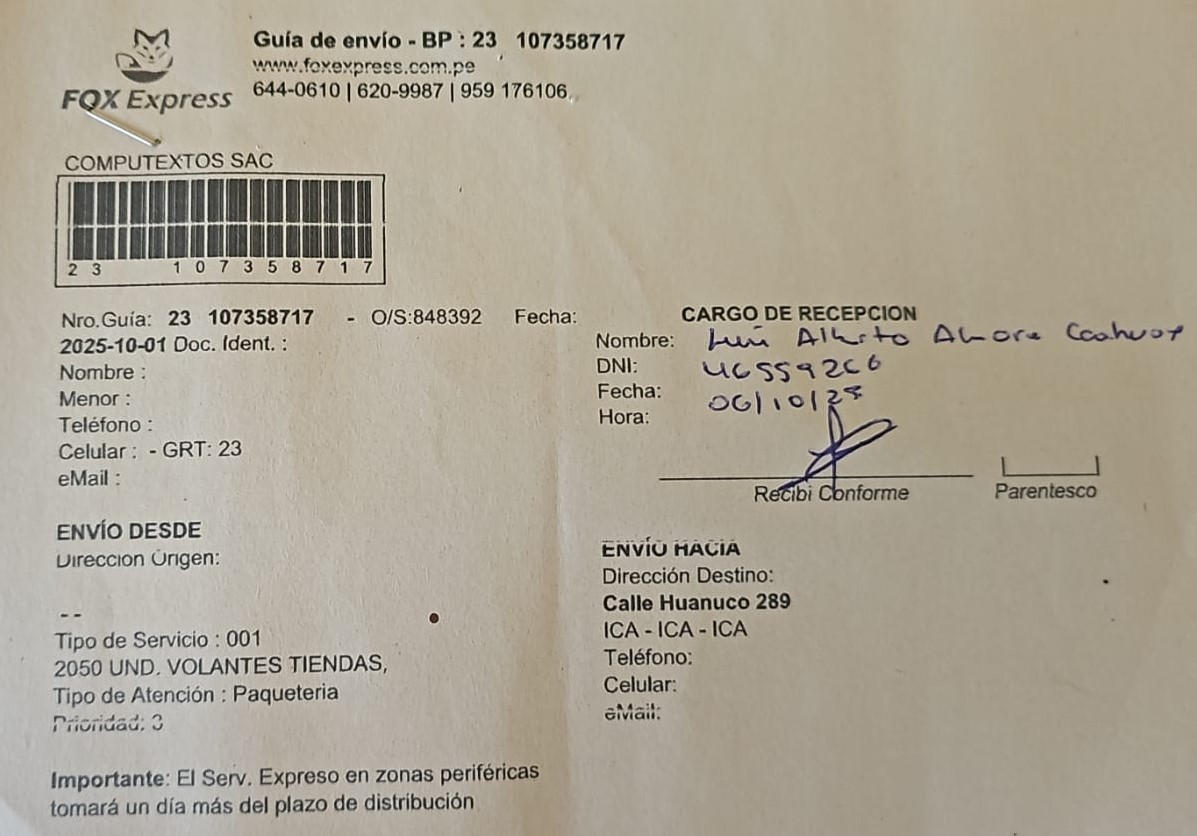 Guía de envío - BP : 23 107358717
www.foxexpress.com.pe
644-0610 | 620-9987 | 959 176106
FOX Express
COMPUTEXTOS SAC
23 107358717
Nro.Guía: 23 107358717 - O/S:848392 Fecha:
2025-10-01 Doc. Ident. :
Nombre :
Menor :
Teléfono :
Celular : - GRT: 23
eMail :
CARGO DE RECEPCION
Nombre: Luis Alberto
DNI: 46559266
Fecha: 06/10/25
Hora:
Recibi Conforme
Parentesco
ENVÍO DESDE
Dirección Origen:
--
Tipo de Servicio : 001
2050 UND. VOLANTES TIENDAS,
Tipo de Atención : Paqueteria
Prioridad: 3
ENVÍO HACIA
Dirección Destino:
Calle Huanuco 289
ICA - ICA - ICA
Teléfono:
Celular:
eMail:
Importante: El Serv. Expreso en zonas periféricas
tomará un día más del plazo de distribución